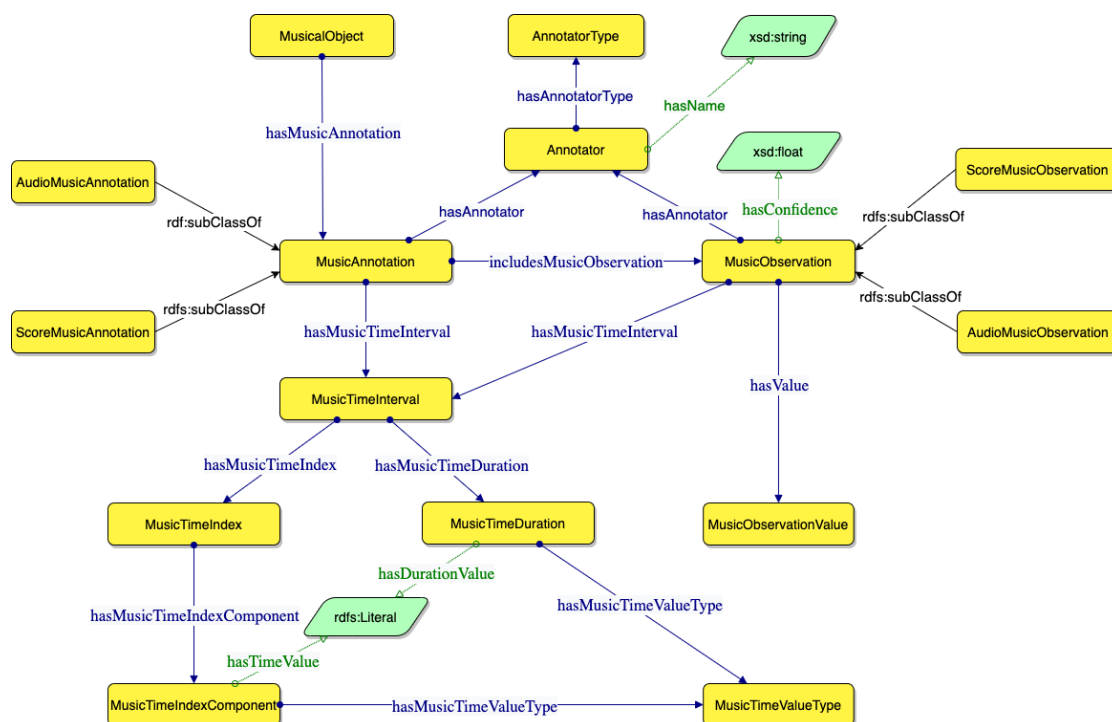 MusicalObject
AnnotatorType
xsd:string
hasAnnotatorType
hasName
hasMusicAnnotation
Annotator
xsd:float
AudioMusicAnnotation
ScoreMusicObservation
rdf:subClassOf
hasAnnotator
hasAnnotator
hasConfidence
rdfs:subClassOf
MusicAnnotation
includesMusicObservation
MusicObservation
rdfs:subClassOf
rdfs:subClassOf
ScoreMusicAnnotation
hasMusicTimeInterval
hasMusicTimeInterval
AudioMusicObservation
hasValue
MusicTimeInterval
hasMusicTimeIndex
hasMusicTimeDuration
MusicTimeIndex
MusicTimeDuration
MusicObservationValue
hasDurationValue
hasMusicTimeValueType
hasMusicTimeIndexComponent
rdfs:Literal
hasTimeValue
MusicTimeIndexComponent
hasMusicTimeValueType
MusicTimeValueType